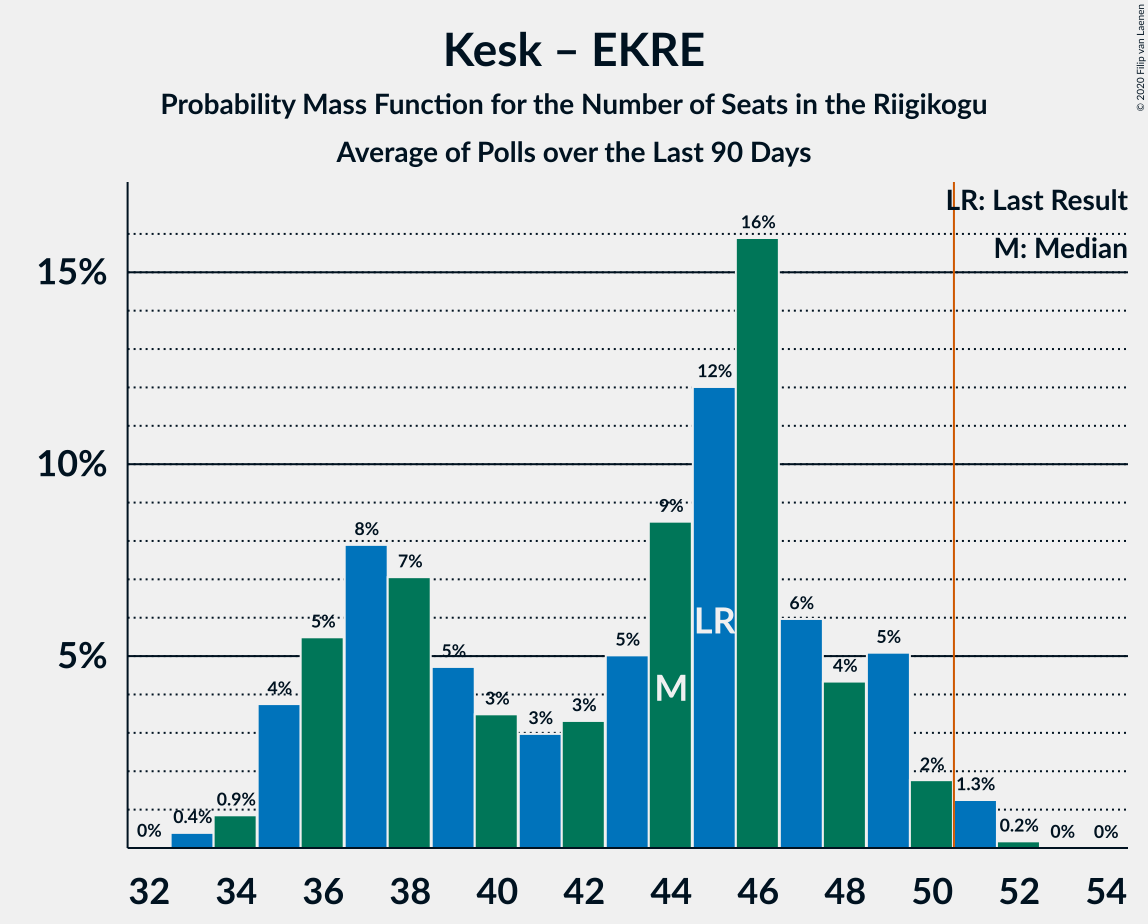 Kesk – EKRE
Probability Mass Function for the Number of Seats in the Riigikogu
Average of Polls over the Last 90 Days
© 2020 Filip van Laenen
LR: Last Result
M: Median
15%
10%
5%
0%
0.4%
0.9%
4%
5%
8%
7%
5%
3%
3%
3%
5%
9%
12%
16%
6%
4%
5%
2%
1.3%
0.2%
0%
0%
LR
M
32 34 36 38 40 42 44 46 48 50 52 54